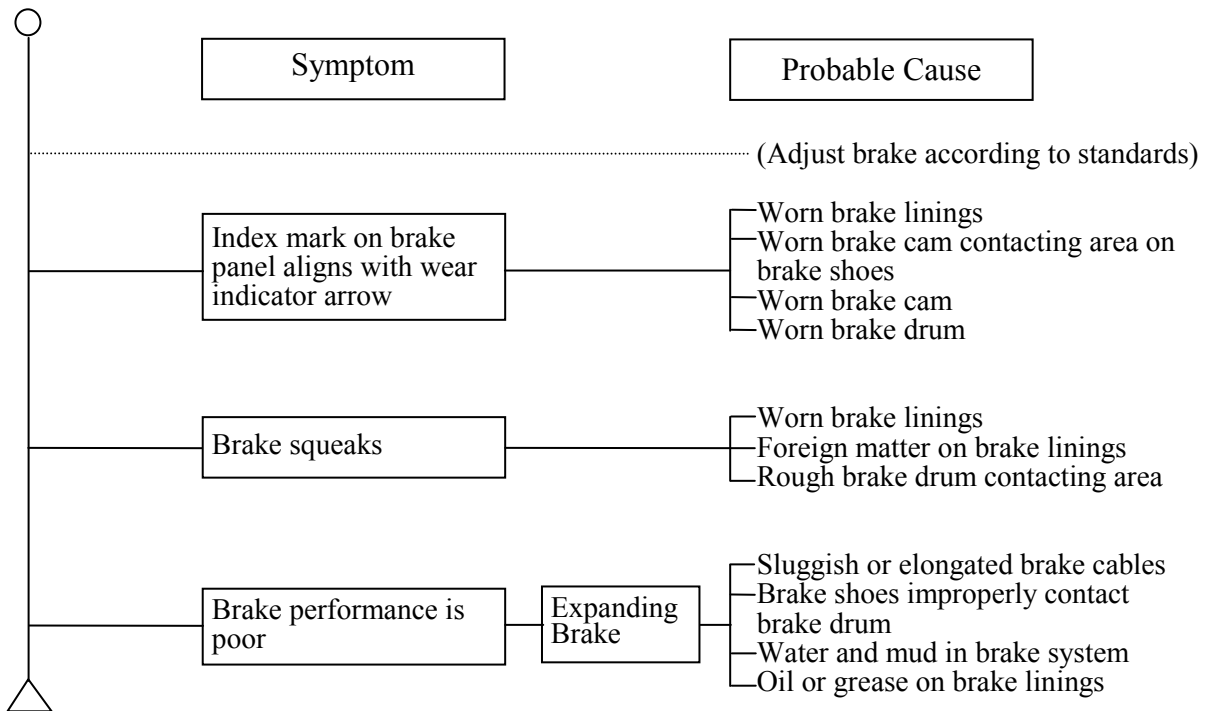 Symptom
Probable Cause
(Adjust brake according to standards)
Index mark on brake
panel aligns with wear
indicator arrow
Worn brake linings
Worn brake cam contacting area on
brake shoes
Worn brake cam
Worn brake drum
Brake squeaks
Worn brake linings
Foreign matter on brake linings
Rough brake drum contacting area
Brake performance is
poor
Expanding
Brake
Sluggish or elongated brake cables
Brake shoes improperly contact
brake drum
Water and mud in brake system
Oil or grease on brake linings